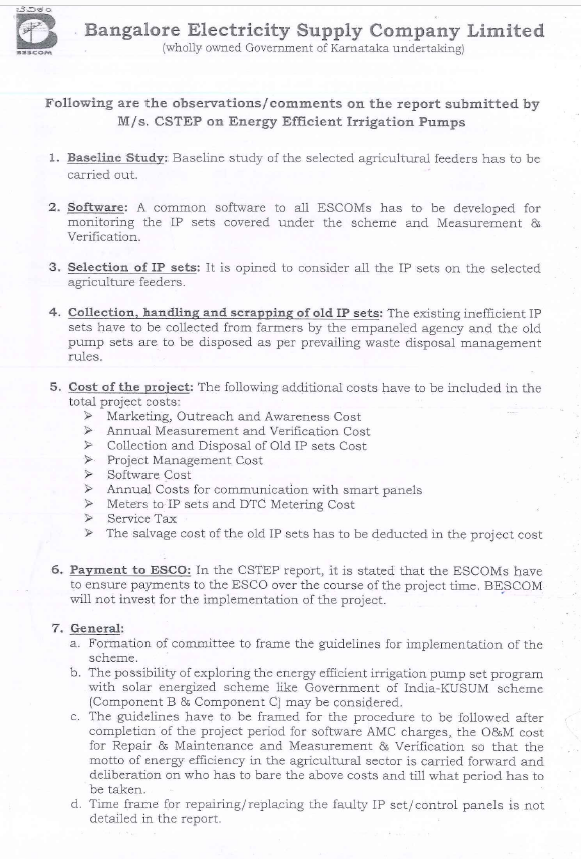 ಬೆವಿಕಂ
BESCOM
Bangalore Electricity Supply Company Limited
(wholly owned Government of Karnataka undertaking)
Following are the observations/comments on the report submitted by
M/s. CSTEP on Energy Efficient Irrigation Pumps
1. Baseline Study: Baseline study of the selected agricultural feeders has to be
carried out.
2. Software: A common software to all ESCOMs has to be developed for
monitoring the IP sets covered under the scheme and Measurement &
Verification.
3. Selection of IP sets: It is opined to consider all the IP sets on the selected
agriculture feeders.
4. Collection, handling and scrapping of old IP sets: The existing inefficient IP
sets have to be collected from farmers by the empaneled agency and the old
pump sets are to be disposed as per prevailing waste disposal management
rules.
5. Cost of the project: The following additional costs have to be included in the
total project costs:
➢ Marketing, Outreach and Awareness Cost
➢ Annual Measurement and Verification Cost
➢ Collection and Disposal of Old IP sets Cost
➢ Project Management Cost
➢ Software Cost
➢ Annual Costs for communication with smart panels
➢ Meters to IP sets and DTC Metering Cost
➢ Service Tax
➢ The salvage cost of the old IP sets has to be deducted in the project cost
6. Payment to ESCO: In the CSTEP report, it is stated that the ESCOMs have
to ensure payments to the ESCO over the course of the project time. BESCOM
will not invest for the implementation of the project.
7. General:
a. Formation of committee to frame the guidelines for implementation of the
scheme.
b. The possibility of exploring the energy efficient irrigation pump set program
with solar energized scheme like Government of India-KUSUM scheme
(Component B & Component C) may be considered.
c. The guidelines have to be framed for the procedure to be followed after
completion of the project period for software AMC charges, the O&M cost
for Repair & Maintenance and Measurement & Verification so that the
motto of energy efficiency in the agricultural sector is carried forward and
deliberation on who has to bare the above costs and till what period has to
be taken.
d. Time frame for repairing/replacing the faulty IP set/control panels is not
detailed in the report.